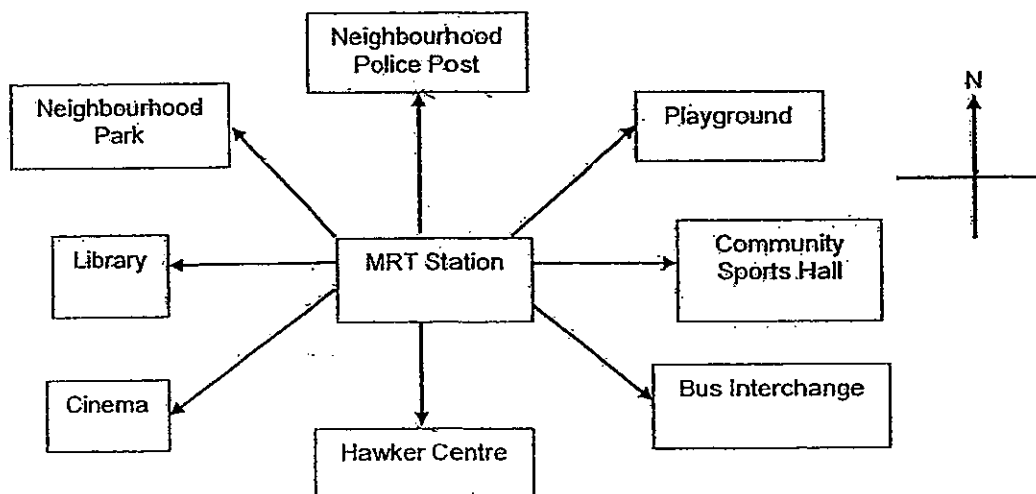 Neighbourhood
Police Post
N
Neighbourhood
Park
Playground
Library
MRT Station
Community
Sports Hall
Cinema
Bus Interchange
Hawker Centre